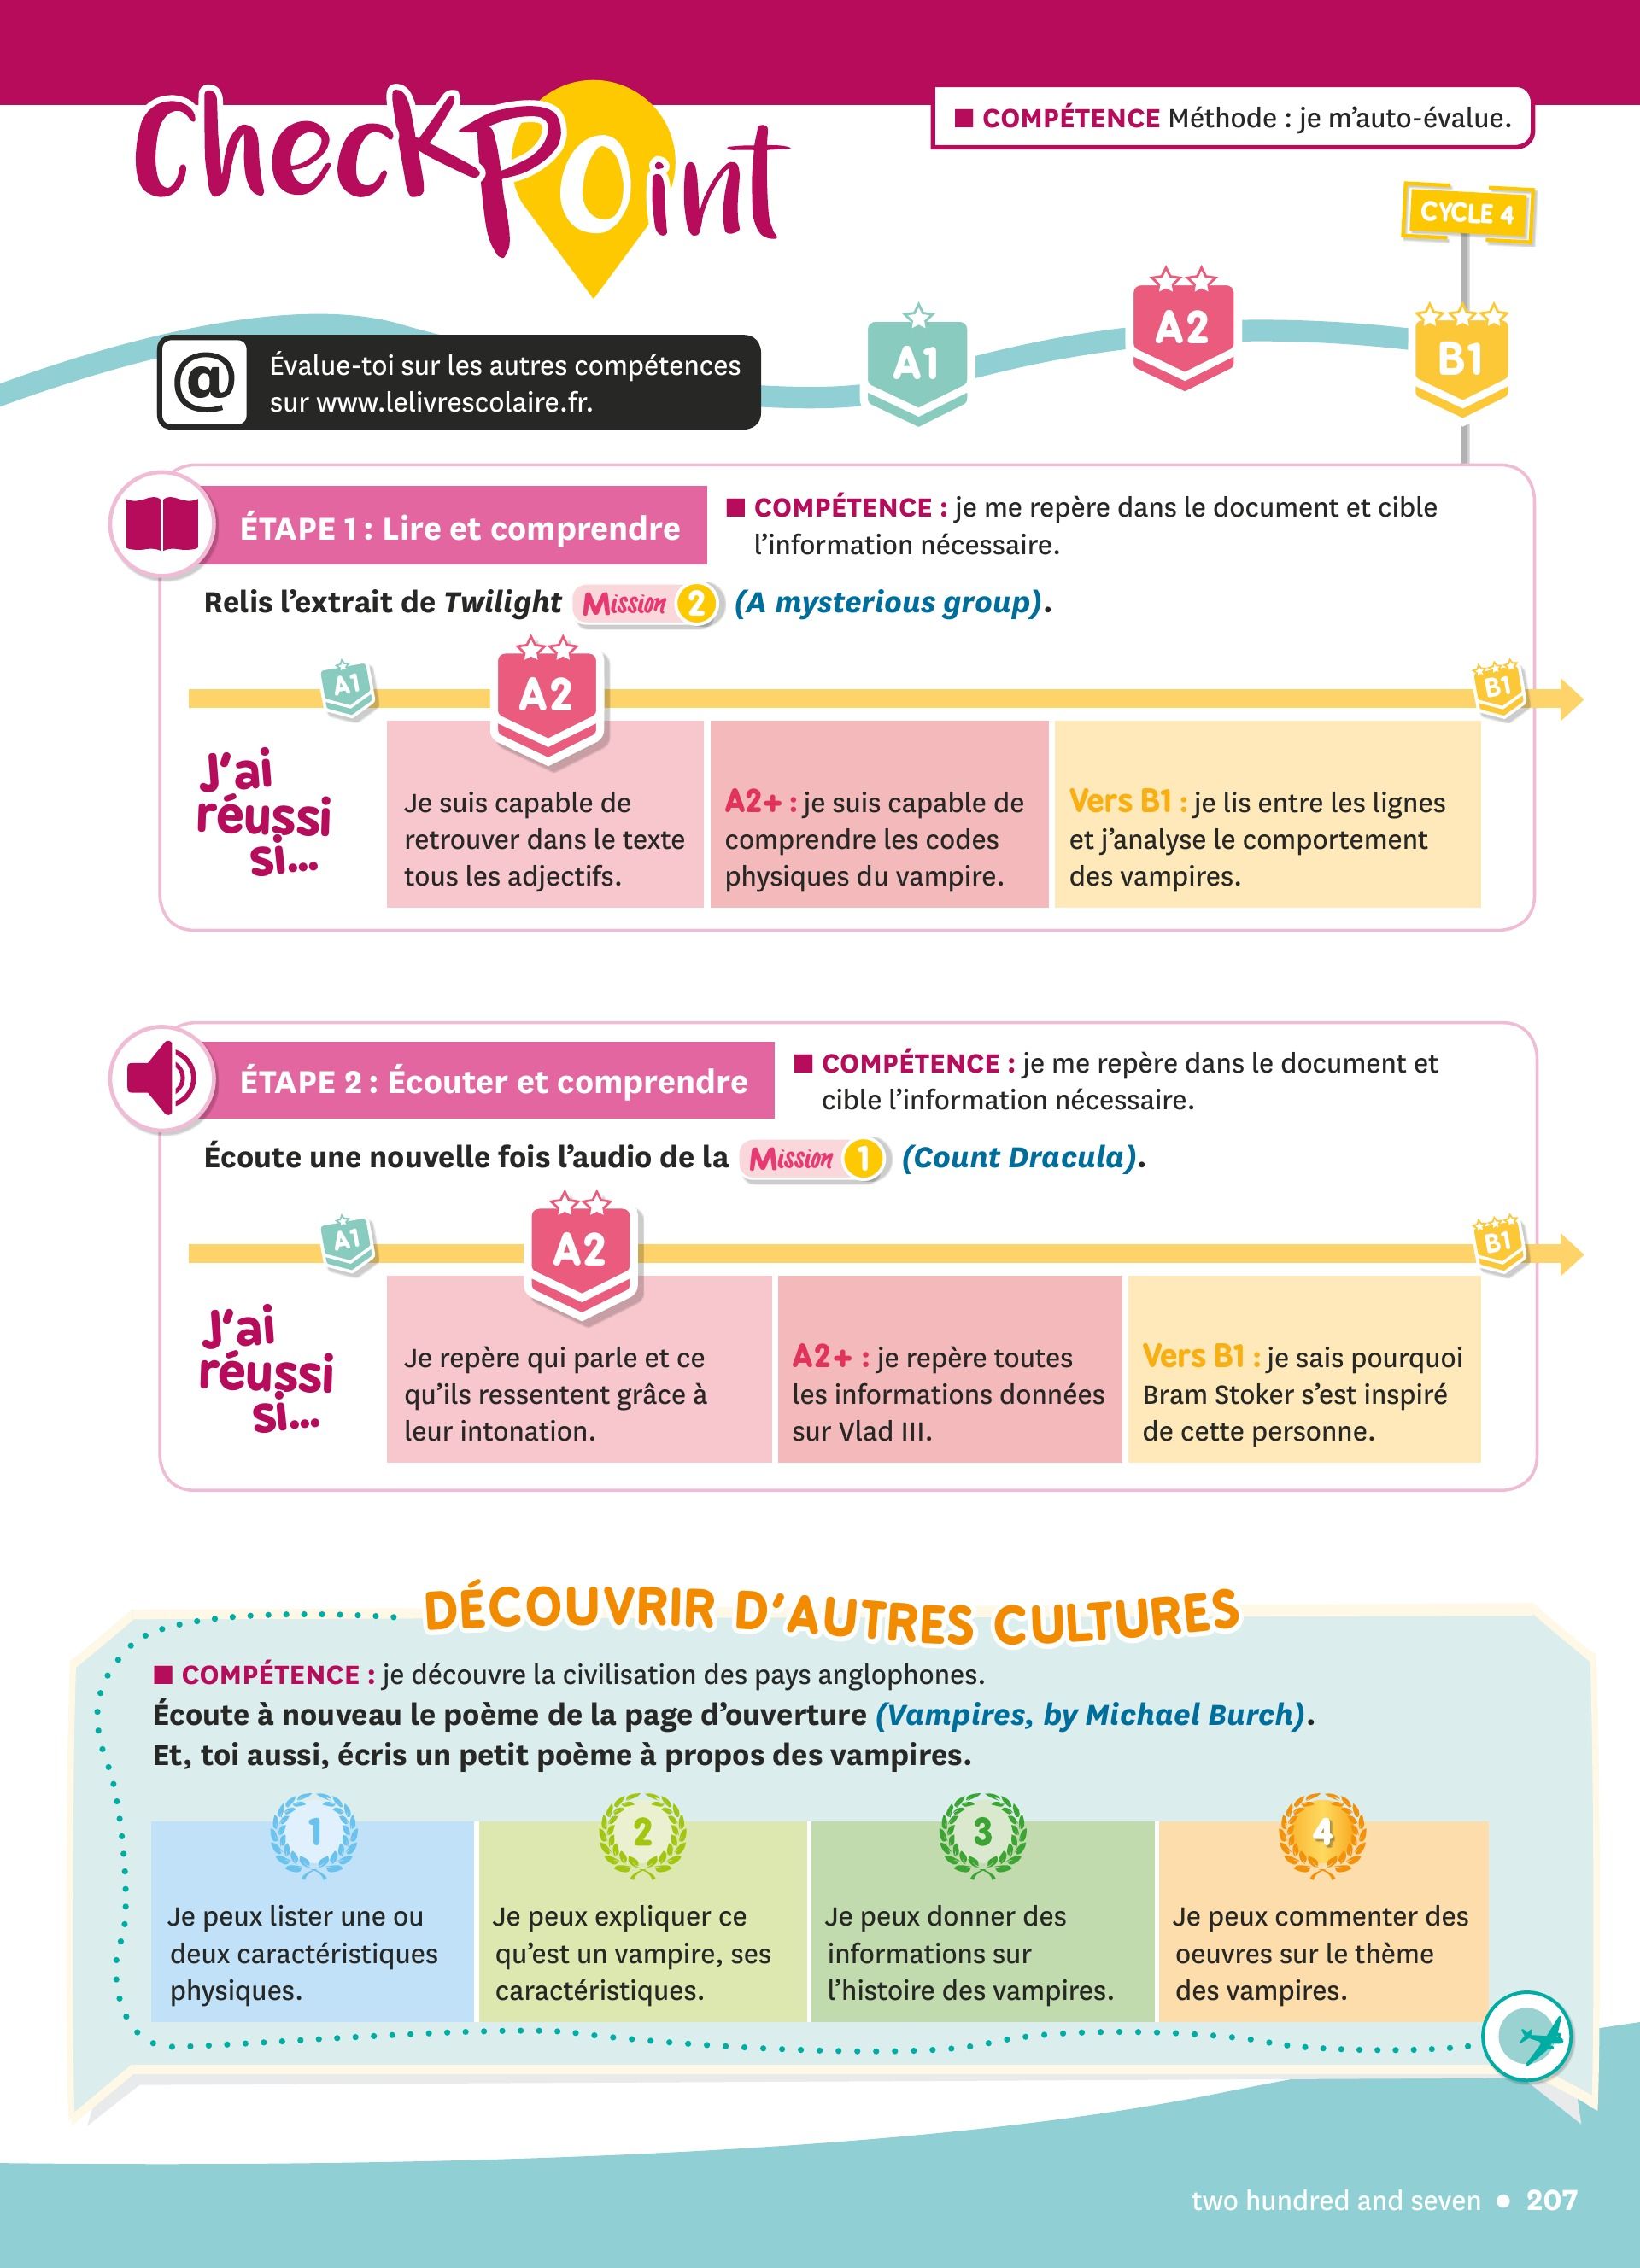 CheckPoint
■ COMPÉTENCE Méthode : je m'auto-évalue.
CYCLE 4
A1
A2
B1
@
Évalue-toi sur les autres compétences
sur www.lelivrescolaire.fr.
ÉTAPE 1 : Lire et comprendre
■ COMPÉTENCE : je me repère dans le document et cible
l'information nécessaire.
Relis l'extrait de Twilight Mission 2 (A mysterious group).
A1
A2
B1
J'ai
réussi
si...
Je suis capable de
retrouver dans le texte
tous les adjectifs.
A2+ : je suis capable de
comprendre les codes
physiques du vampire.
Vers B1 : je lis entre les lignes
et j'analyse le comportement
des vampires.
ÉTAPE 2 : Écouter et comprendre
■ COMPÉTENCE : je me repère dans le document et
cible l'information nécessaire.
Écoute une nouvelle fois l'audio de la Mission 1 (Count Dracula).
A1
A2
B1
J'ai
réussi
si...
Je repère qui parle et ce
qu'ils ressentent grâce à
leur intonation.
A2+ : je repère toutes
les informations données
sur Vlad III.
Vers B1 : je sais pourquoi
Bram Stoker s'est inspiré
de cette personne.
DÉCOUVRIR D'AUTRES CULTURES
■ COMPÉTENCE : je découvre la civilisation des pays anglophones.
Écoute à nouveau le poème de la page d'ouverture (Vampires, by Michael Burch).
Et, toi aussi, écris un petit poème à propos des vampires.
1
Je peux lister une ou
deux caractéristiques
physiques.
2
Je peux expliquer ce
qu'est un vampire, ses
caractéristiques.
3
Je peux donner des
informations sur
l'histoire des vampires.
4
Je peux commenter des
oeuvres sur le thème
des vampires.
two hundred and seven • 207